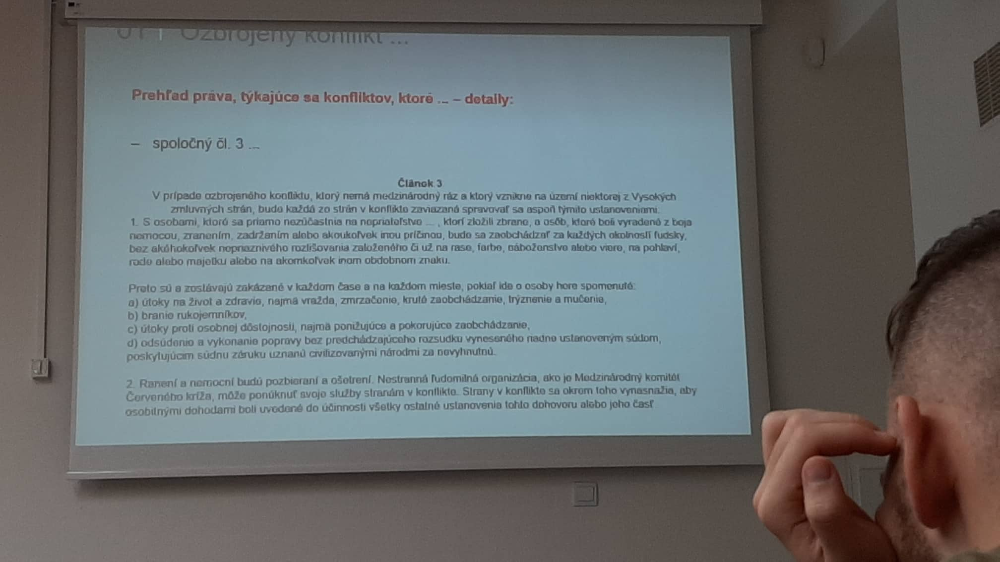 01 | Ozbrojený konflikt ...
Prehľad práva, týkajúce sa konfliktov, ktoré ... – detaily:
– spoločný čl. 3 ...
Článok 3
V prípade ozbrojeného konfliktu, ktorý nemá medzinárodný ráz a ktorý vznikne na území niektorej z Vysokých
zmluvných strán, bude každá zo strán v konflikte zaviazaná spravovať sa aspoň týmito ustanoveniami:
1. S osobami, ktoré sa priamo nezúčastnia na nepriateľstve ... , ktorí zložili zbrane, a osôb, ktoré boli vyradené z boja
nemocou, zranením, zadržaním alebo akoukoľvek inou príčinou, bude sa zaobchádzať za každých okolností ľudsky,
bez akéhokoľvek nepriaznivého rozlišovania založeného či už na rase, farbe, náboženstve alebo viere, na pohlaví,
rode alebo majetku alebo na akomkoľvek inom obdobnom znaku.
Preto sú a zostávajú zakázané v každom čase a na každom mieste, pokiaľ ide o osoby hore spomenuté:
a) útoky na život a zdravie, najmä vražda, zmrzačenie, kruté zaobchádzanie, trýznenie a mučenie,
b) branie rukojemníkov,
c) útoky proti osobnej dôstojnosti, najmä ponižujúce a pokorujúce zaobchádzanie,
d) odsúdenie a vykonanie popravy bez predchádzajúceho rozsudku vyneseného riadne ustanoveným súdom,
poskytujúcim súdnu záruku uznanú civilizovanými národmi za nevyhnutnú.
2. Ranení a nemocní budú pozbieraní a ošetrení. Nestranná ľudomilná organizácia, ako je Medzinárodný komitét
Červeného kríža, môže ponúknuť svoje služby stranám v konflikte. Strany v konflikte sa okrem toho vynasnažia, aby
osobitnými dohodami boli uvedené do účinnosti všetky ostatné ustanovenia tohto dohovoru alebo jeho časť.